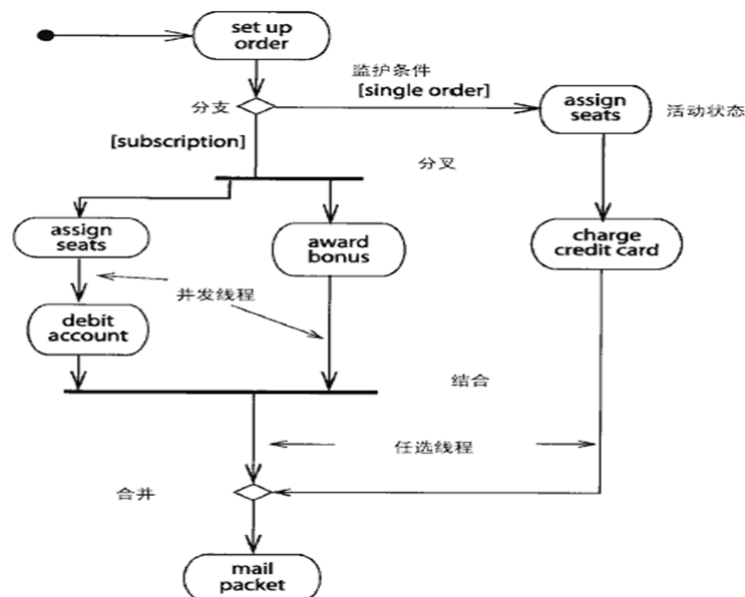 set up
order
监护条件
[single order]
分支
assign
seats
活动状态
[subscription]
分叉
assign
seats
award
bonus
charge
credit card
并发线程
debit
account
结合
任选线程
合并
mail
packet